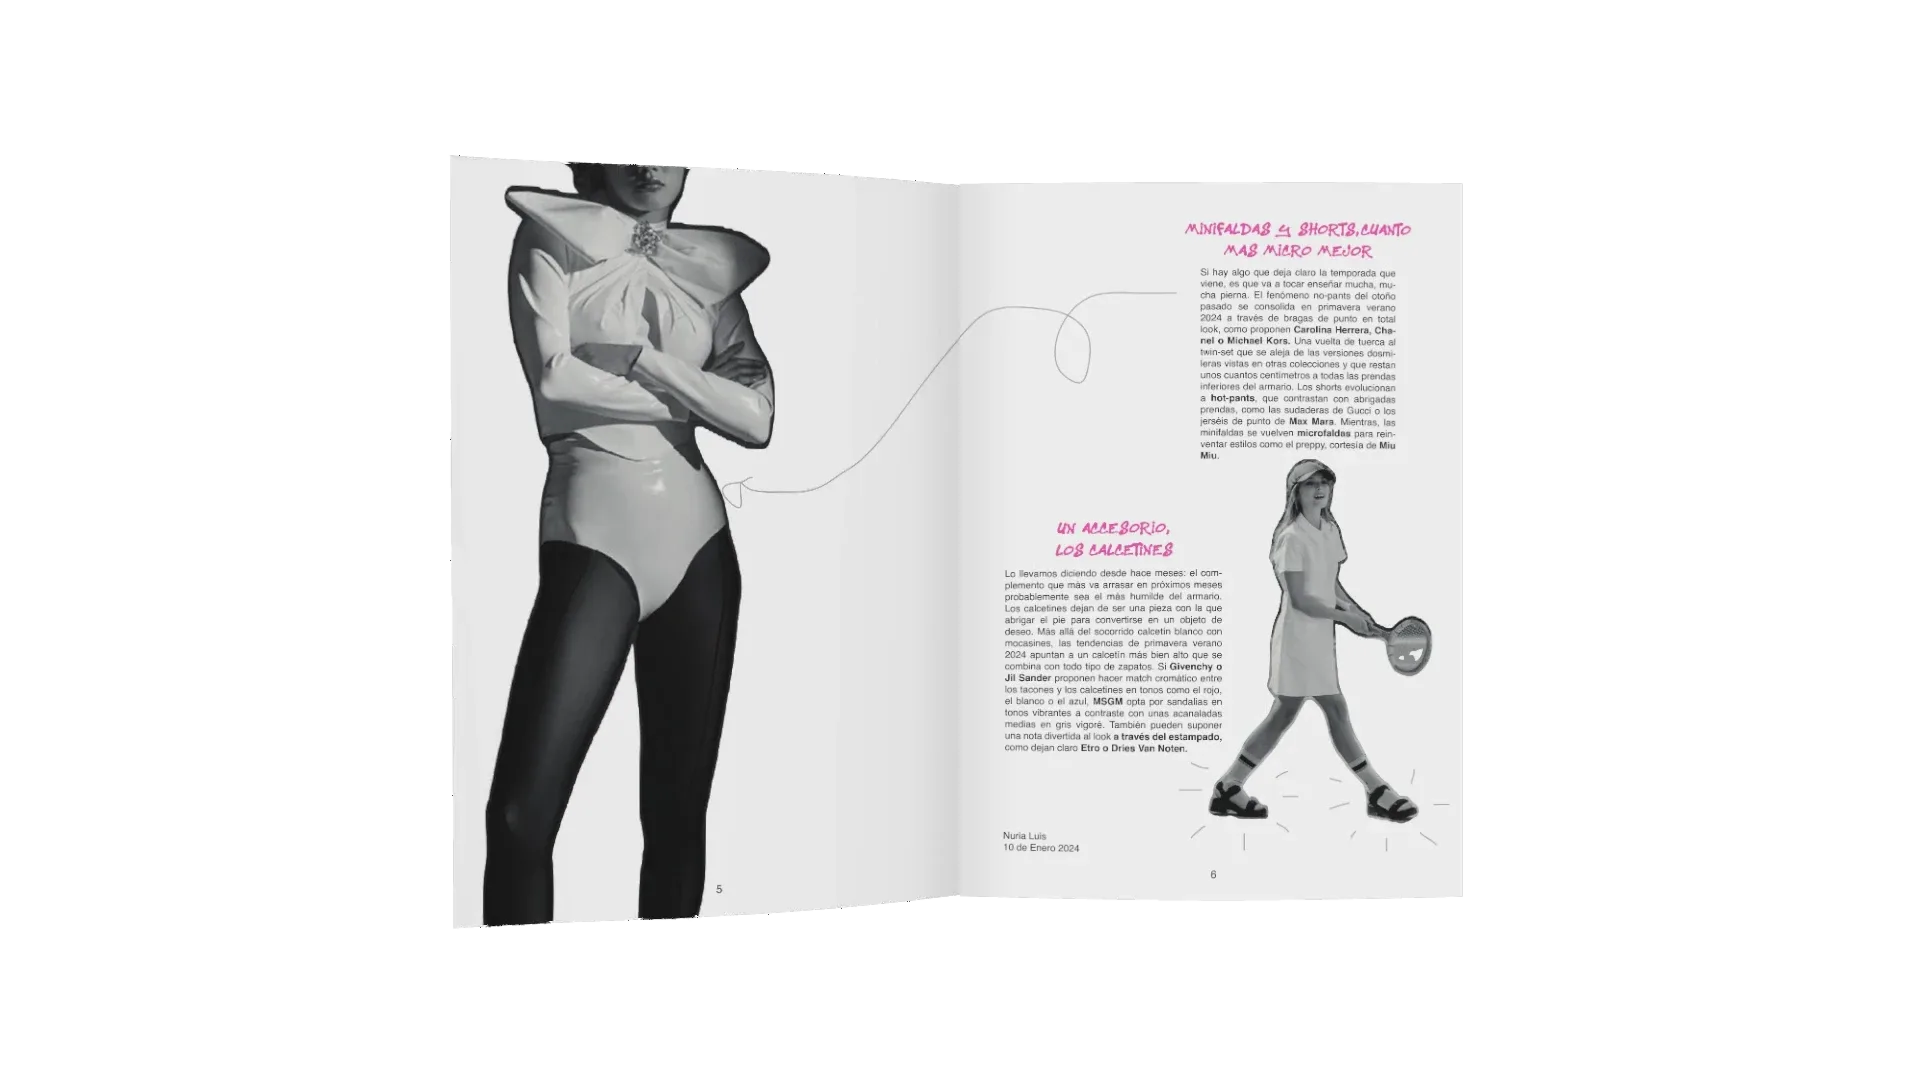 MINIFALDAS Y SHORTS,CUANTO
MAS MICRO MEJOR
Si hay algo que deja claro la temporada que
viene, es que va a tocar enseñar mucha, mu-
cha pierna. El fenómeno no-pants del otoño
pasado se consolida en primavera verano
2024 a través de bragas de punto en total
look, como proponen Carolina Herrera, Cha-
nel o Michael Kors. Una vuelta de tuerca al
twin-set que se aleja de las versiones dosmi-
leras vistas en otras colecciones y que restan
unos cuantos centímetros a todas las prendas
inferiores del armario. Los shorts evolucionan
a hot-pants, que contrastan con abrigadas
prendas, como las sudaderas de Gucci o los
jerséis de punto de Max Mara. Mientras, las
minifaldas se vuelven microfaldas para rein-
ventar estilos como el preppy, cortesía de Miu
Miu.
UN ACCESORIO,
LOS CALCETINES
Lo llevamos diciendo desde hace meses: el com-
plemento que más va arrasar en próximos meses
probablemente sea el más humilde del armario.
Los calcetines dejan de ser una pieza con la que
abrigar el pie para convertirse en un objeto de
deseo. Más allá del socorrido calcetín blanco con
mocasines, las tendencias de primavera verano
2024 apuntan a un calcetín más bien alto que se
combina con todo tipo de zapatos. Si Givenchy o
Jil Sander proponen hacer match cromático entre
los tacones y los calcetines en tonos como el rojo,
el blanco o el azul, MSGM opta por sandalias en
tonos vibrantes a contraste con unas acanaladas
medias en gris vigoré. También pueden suponer
una nota divertida al look a través del estampado,
como dejan claro Etro o Dries Van Noten.
Nuria Luis
10 de Enero 2024
5
6